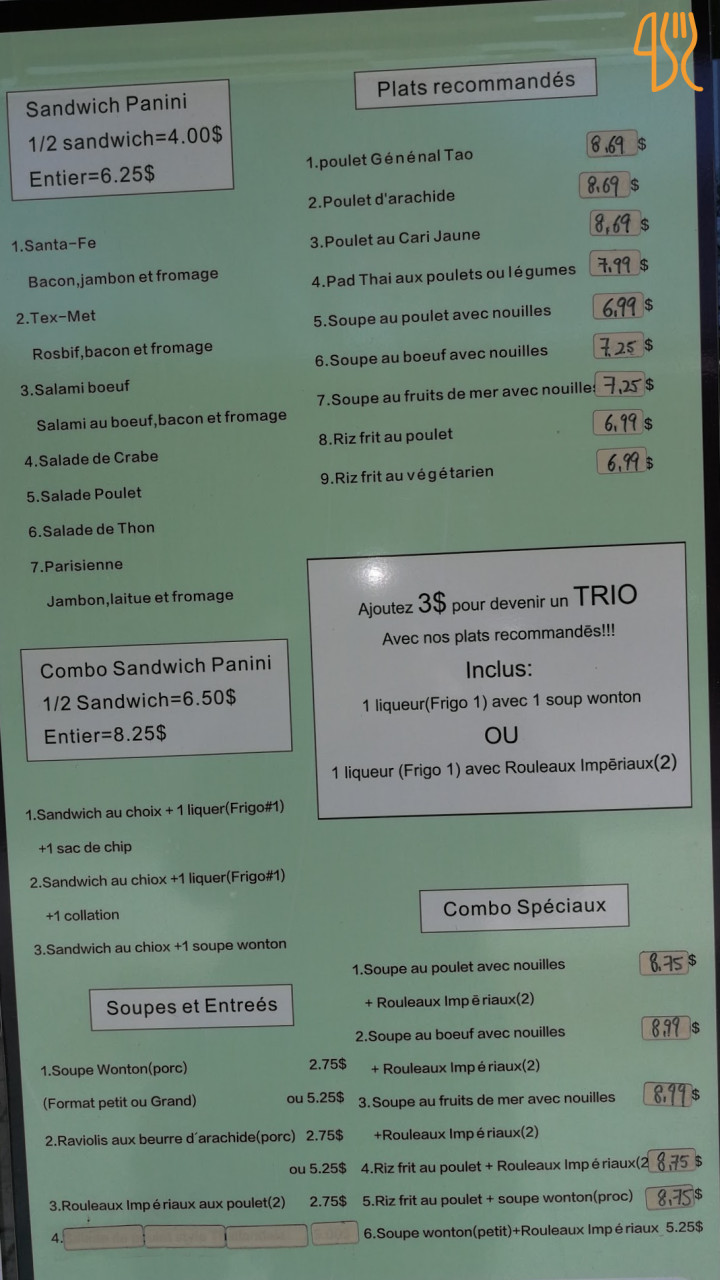 Sandwich Panini
1/2 sandwich=4.00$
Entier=6.25$
1.Santa-Fe
Bacon,jambon et fromage
2.Tex-Met
Rosbif,bacon et fromage
3.Salami boeuf
Salami au boeuf,bacon et fromage
4.Salade de Crabe
5.Salade Poulet
6.Salade de Thon
7.Parisienne
Jambon,laitue et fromage
Combo Sandwich Panini
1/2 Sandwich=6.50$
Entier=8.25$
1.Sandwich au choix + 1 liquer(Frigo#1)
+1 sac de chip
2.Sandwich au chiox +1 liquer(Frigo#1)
+1 collation
3.Sandwich au chiox +1 soupe wonton
Soupes et Entreés
1.Soupe Wonton(porc) 2.75$
(Format petit ou Grand) ou 5.25$
2.Raviolis aux beurre d´arachide(porc) 2.75$
ou 5.25$
3.Rouleaux Impériaux aux poulet(2) 2.75$
4.
Plats recommandés
1.poulet Génénal Tao 8.69 $
2.Poulet d'arachide 8.69 $
3.Poulet au Cari Jaune 8,69 $
4.Pad Thai aux poulets ou légumes 7.99 $
5.Soupe au poulet avec nouilles 6,99 $
6.Soupe au boeuf avec nouilles 7.25 $
7.Soupe au fruits de mer avec nouilles 7,25 $
8.Riz frit au poulet 6,99 $
9.Riz frit au végétarien 6,99 $
Ajoutez 3$ pour devenir un TRIO
Avec nos plats recommandēs!!!
Inclus:
1 liqueur(Frigo 1) avec 1 soup wonton
OU
1 liqueur (Frigo 1) avec Rouleaux Impēriaux(2)
Combo Spéciaux
1.Soupe au poulet avec nouilles 8.75 $
+ Rouleaux Impēriaux(2)
2.Soupe au boeuf avec nouilles 8.99 $
+ Rouleaux Impériaux(2)
3.Soupe au fruits de mer avec nouilles 8,99 $
+Rouleaux Impériaux(2)
4.Riz frit au poulet + Rouleaux Impériaux(2 8,75 $
5.Riz frit au poulet + soupe wonton(proc) 8,75 $
6.Soupe wonton(petit)+Rouleaux Impériaux 5.25$